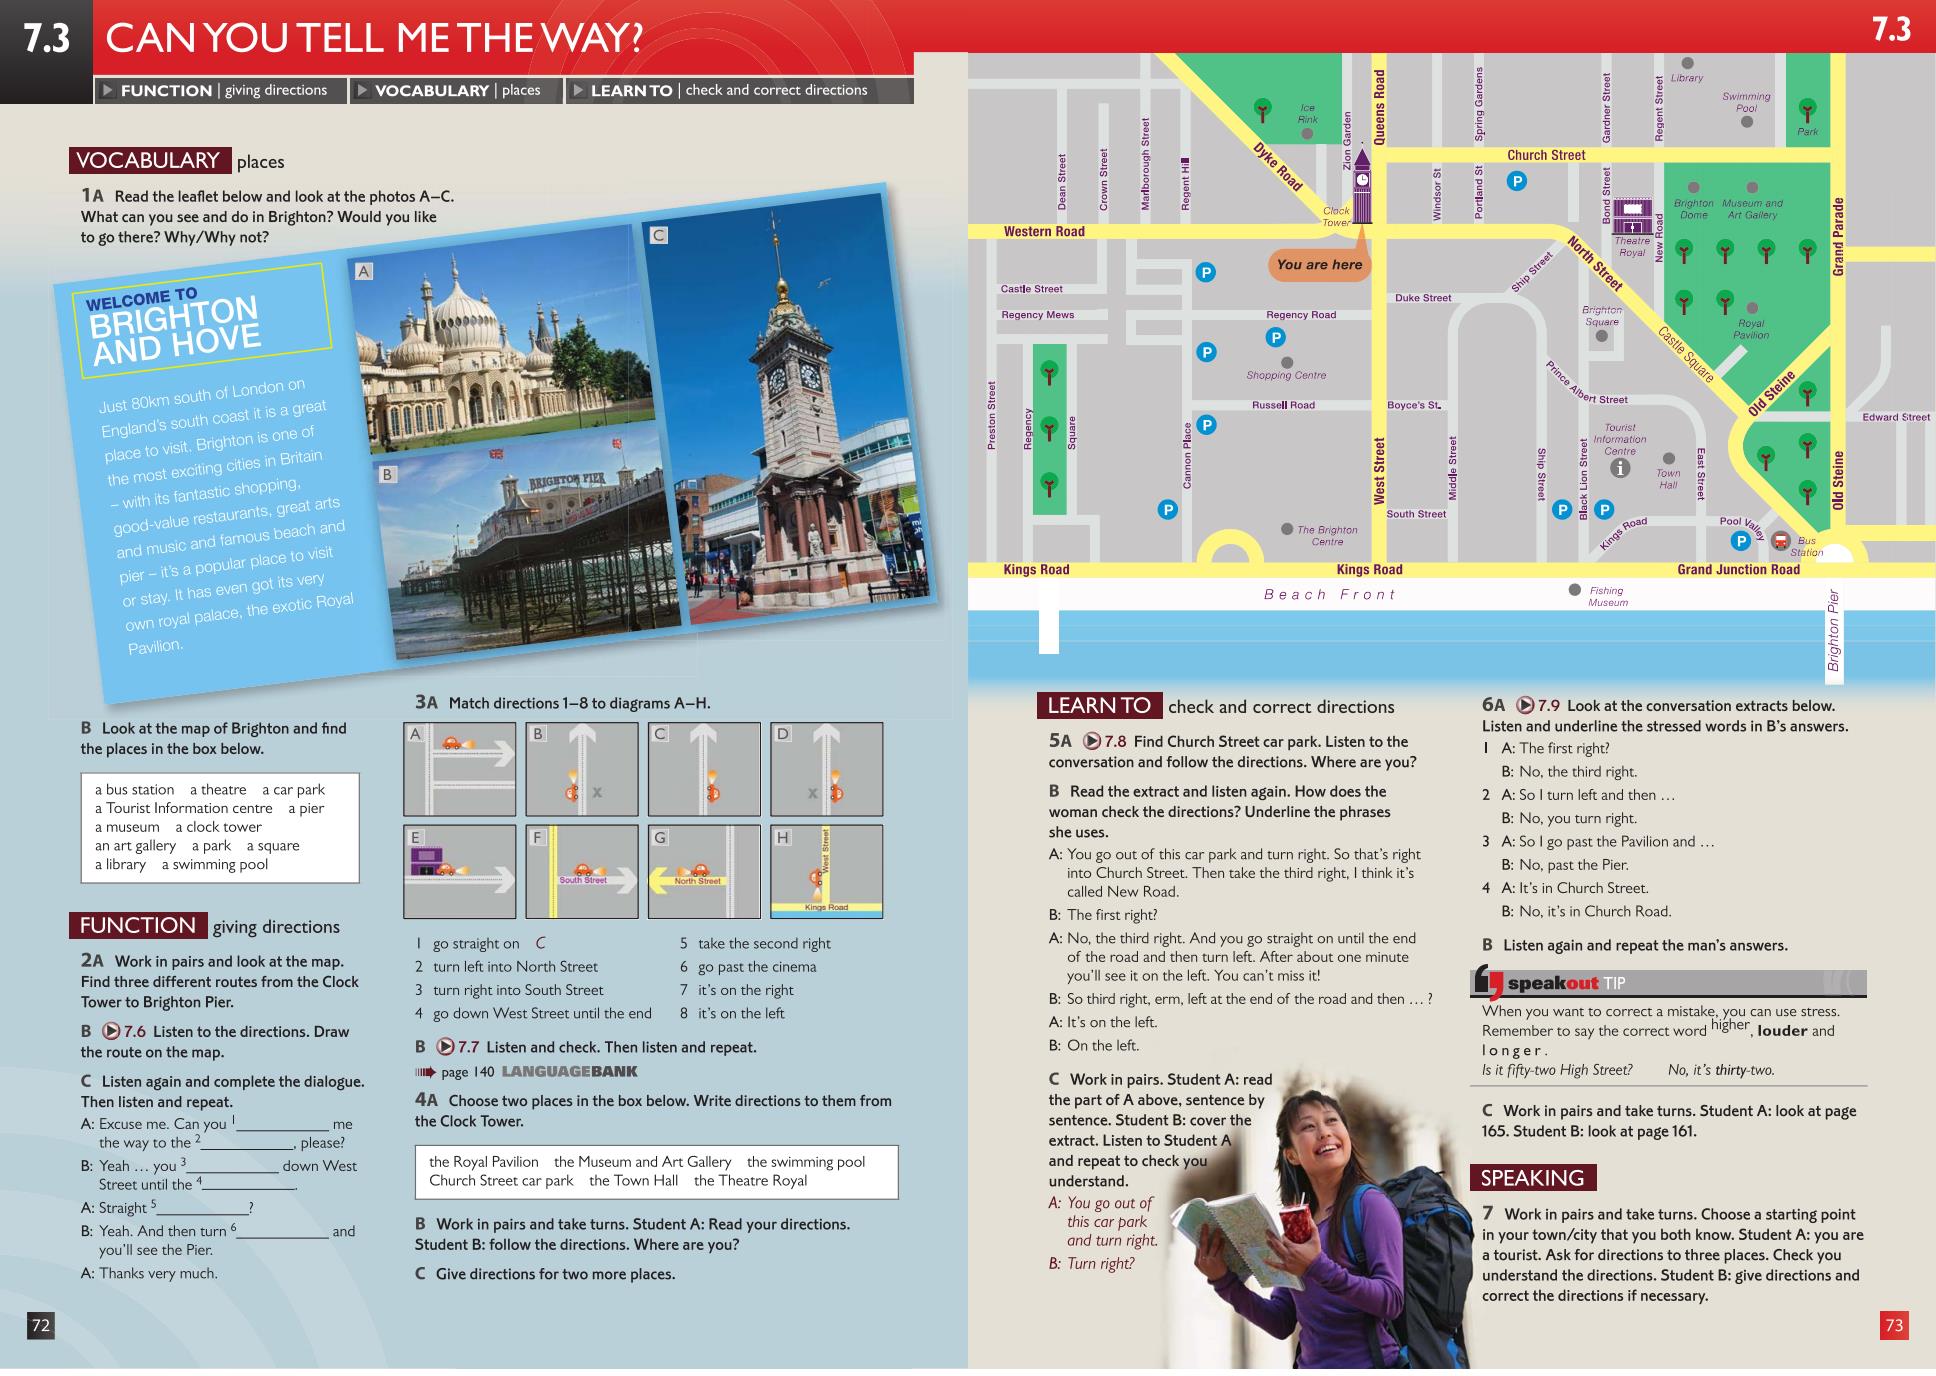 7.3
CAN YOU TELL ME THE WAY?
FUNCTION | giving directions
VOCABULARY | places
LEARN TO | check and correct directions
VOCABULARY places
1A Read the leaflet below and look at the photos A–C.
What can you see and do in Brighton? Would you like
to go there? Why/Why not?
WELCOME TO
BRIGHTON
AND HOVE
Just 80km south of London on
England's south coast it is a great
place to visit. Brighton is one of
the most exciting cities in Britain
– with its fantastic shopping,
good-value restaurants, great arts
and music and famous beach and
pier – it's a popular place to visit
or stay. It has even got its very
own royal palace, the exotic Royal
Pavilion.
A
B
BRIGHTON PIER
C
B Look at the map of Brighton and find
the places in the box below.
a bus station a theatre a car park
a Tourist Information centre a pier
a museum a clock tower
an art gallery a park a square
a library a swimming pool
FUNCTION giving directions
2A Work in pairs and look at the map.
Find three different routes from the Clock
Tower to Brighton Pier.
B 7.6 Listen to the directions. Draw
the route on the map.
C Listen again and complete the dialogue.
Then listen and repeat.
A: Excuse me. Can you 1____________ me
the way to the 2____________, please?
B: Yeah … you 3____________ down West
Street until the 4____________.
A: Straight 5____________?
B: Yeah. And then turn 6____________ and
you'll see the Pier.
A: Thanks very much.
72
3A Match directions 1–8 to diagrams A–H.
A
B
x
C
D
x
E
F
South Street
G
North Street
H
West Street
Kings Road
1 go straight on C
2 turn left into North Street
3 turn right into South Street
4 go down West Street until the end
5 take the second right
6 go past the cinema
7 it's on the right
8 it's on the left
B 7.7 Listen and check. Then listen and repeat.
page 140 LANGUAGEBANK
4A Choose two places in the box below. Write directions to them from
the Clock Tower.
the Royal Pavilion the Museum and Art Gallery the swimming pool
Church Street car park the Town Hall the Theatre Royal
B Work in pairs and take turns. Student A: Read your directions.
Student B: follow the directions. Where are you?
C Give directions for two more places.
7.3
Dean Street
Crown Street
Marlborough Street
Regent Hill
Dyke Road
Ice
Rink
Zion Garden
Queens Road
Spring Gardens
Gardner Street
Regent Street
Library
Swimming
Pool
Park
Church Street
P
Windsor St
Portland St
Bond Street
Theatre
Royal
New Road
Brighton
Dome
Museum and
Art Gallery
Grand Parade
Clock
Tower
Western Road
You are here
North Street
Ship Street
P
Castle Street
Regency Mews
Regency Road
Duke Street
Brighton
Square
Castle Square
Royal
Pavilion
P
P
Shopping Centre
Prince Albert Street
Old Steine
Edward Street
Preston Street
Regency
Square
Russell Road
Boyce's St.
P
Cannon Place
West Street
Middle Street
Ship Street
Black Lion Street
Tourist
Information
Centre
i
Town
Hall
East Street
Old Steine
P
South Street
P
P
Kings Road
Pool Valley
P
Bus
Station
The Brighton
Centre
Kings Road
Kings Road
Grand Junction Road
Beach Front
Fishing
Museum
Brighton Pier
LEARN TO check and correct directions
5A 7.8 Find Church Street car park. Listen to the
conversation and follow the directions. Where are you?
B Read the extract and listen again. How does the
woman check the directions? Underline the phrases
she uses.
A: You go out of this car park and turn right. So that's right
into Church Street. Then take the third right, I think it's
called New Road.
B: The first right?
A: No, the third right. And you go straight on until the end
of the road and then turn left. After about one minute
you'll see it on the left. You can't miss it!
B: So third right, erm, left at the end of the road and then … ?
A: It's on the left.
B: On the left.
C Work in pairs. Student A: read
the part of A above, sentence by
sentence. Student B: cover the
extract. Listen to Student A
and repeat to check you
understand.
A: You go out of
this car park
and turn right.
B: Turn right?
6A 7.9 Look at the conversation extracts below.
Listen and underline the stressed words in B's answers.
1 A: The first right?
B: No, the third right.
2 A: So I turn left and then …
B: No, you turn right.
3 A: So I go past the Pavilion and …
B: No, past the Pier.
4 A: It's in Church Street.
B: No, it's in Church Road.
B Listen again and repeat the man's answers.
speakout TIP
When you want to correct a mistake, you can use stress.
Remember to say the correct word higher, louder and
longer.
Is it fifty-two High Street? No, it's thirty-two.
C Work in pairs and take turns. Student A: look at page
165. Student B: look at page 161.
SPEAKING
7 Work in pairs and take turns. Choose a starting point
in your town/city that you both know. Student A: you are
a tourist. Ask for directions to three places. Check you
understand the directions. Student B: give directions and
correct the directions if necessary.
73